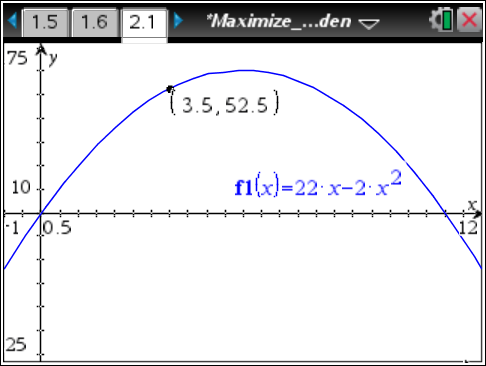 1.5 1.6 2.1 *Maximize_...den
75 y
(3.5,52.5)
f1(x)=22·x-2·x²
10
x
-1 0.5 12
25